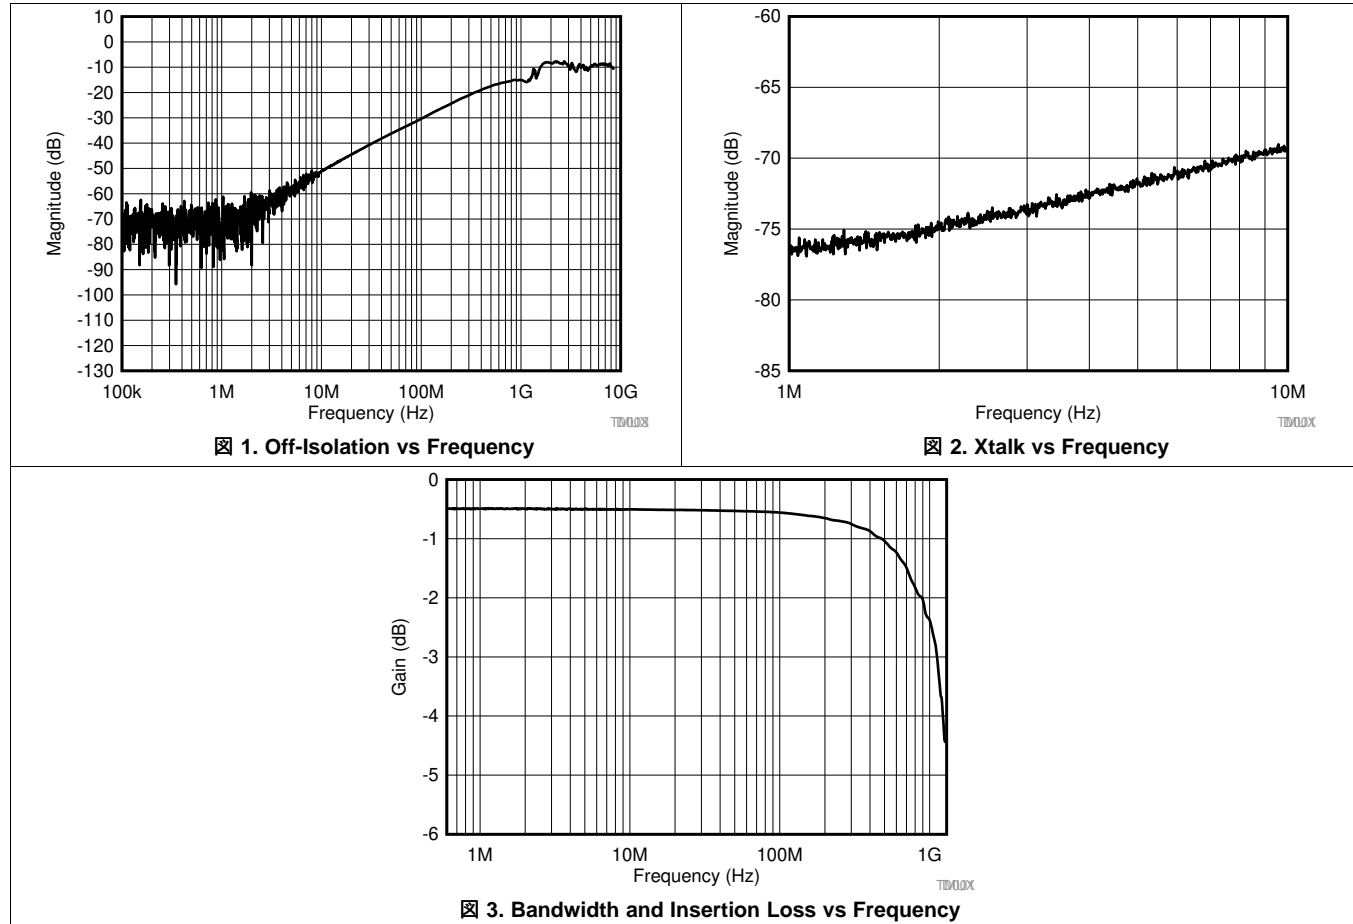 10
0
-10
-20
-30
-40
-50
-60
-70
-80
-90
-100
-110
-120
-130
Magnitude (dB)
100k 1M 10M 100M 1G 10G
Frequency (Hz)
図 1. Off-Isolation vs Frequency
-60
-65
-70
-75
-80
-85
Magnitude (dB)
1M 10M
Frequency (Hz)
図 2. Xtalk vs Frequency
0
-1
-2
-3
-4
-5
-6
Gain (dB)
1M 10M 100M 1G
Frequency (Hz)
図 3. Bandwidth and Insertion Loss vs Frequency